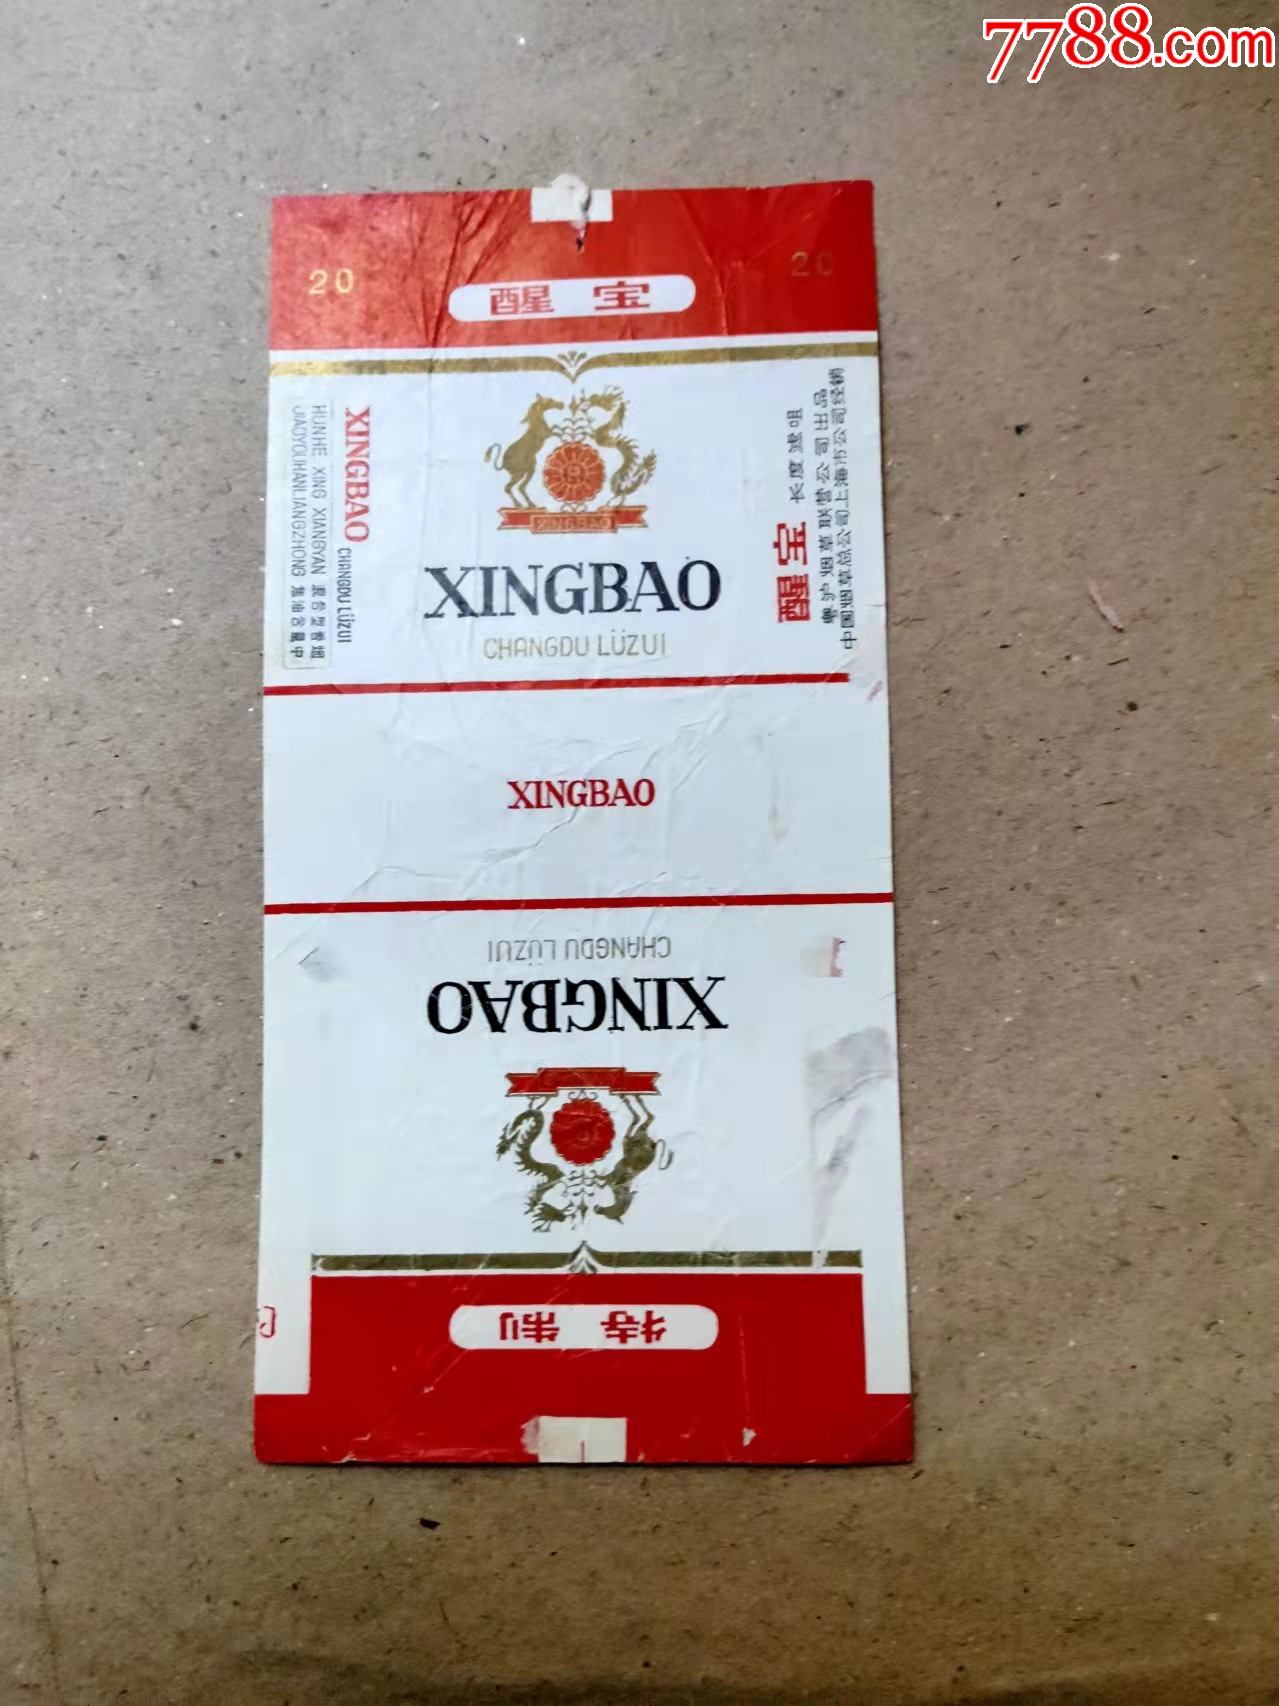 7788.com
20
20
醒宝
XINGBAO
XINGBAO
CHANGDU LÜZUI
XINGBAO
CHANGDU LÜZUI
HUNHE XING XIANGYAN 混合型香烟
JIAOYOUHANLIANGZHONG 焦油含量中
醒宝 长度滤咀
粤沪烟草联营公司出品
中国烟草总公司上海市公司经销
XINGBAO
CHANGDU LÜZUI
XINGBAO
特制